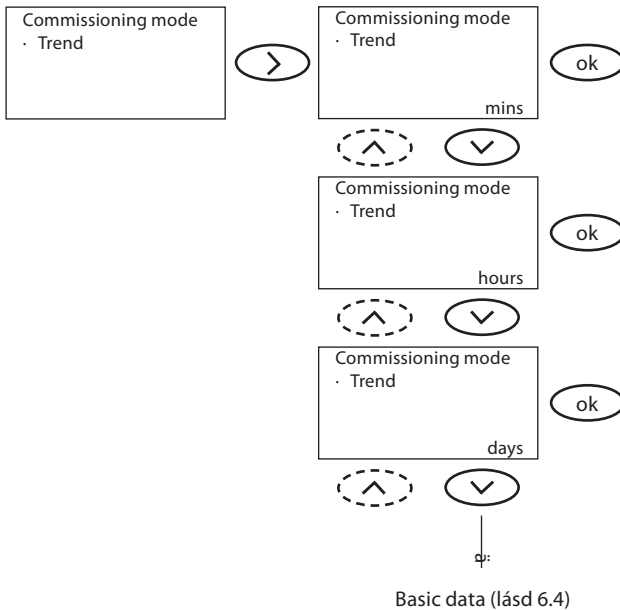 Commissioning mode
· Trend
Commissioning mode
· Trend
mins
ok
Commissioning mode
· Trend
hours
ok
Commissioning mode
· Trend
days
ok
ä
Basic data (lásd 6.4)